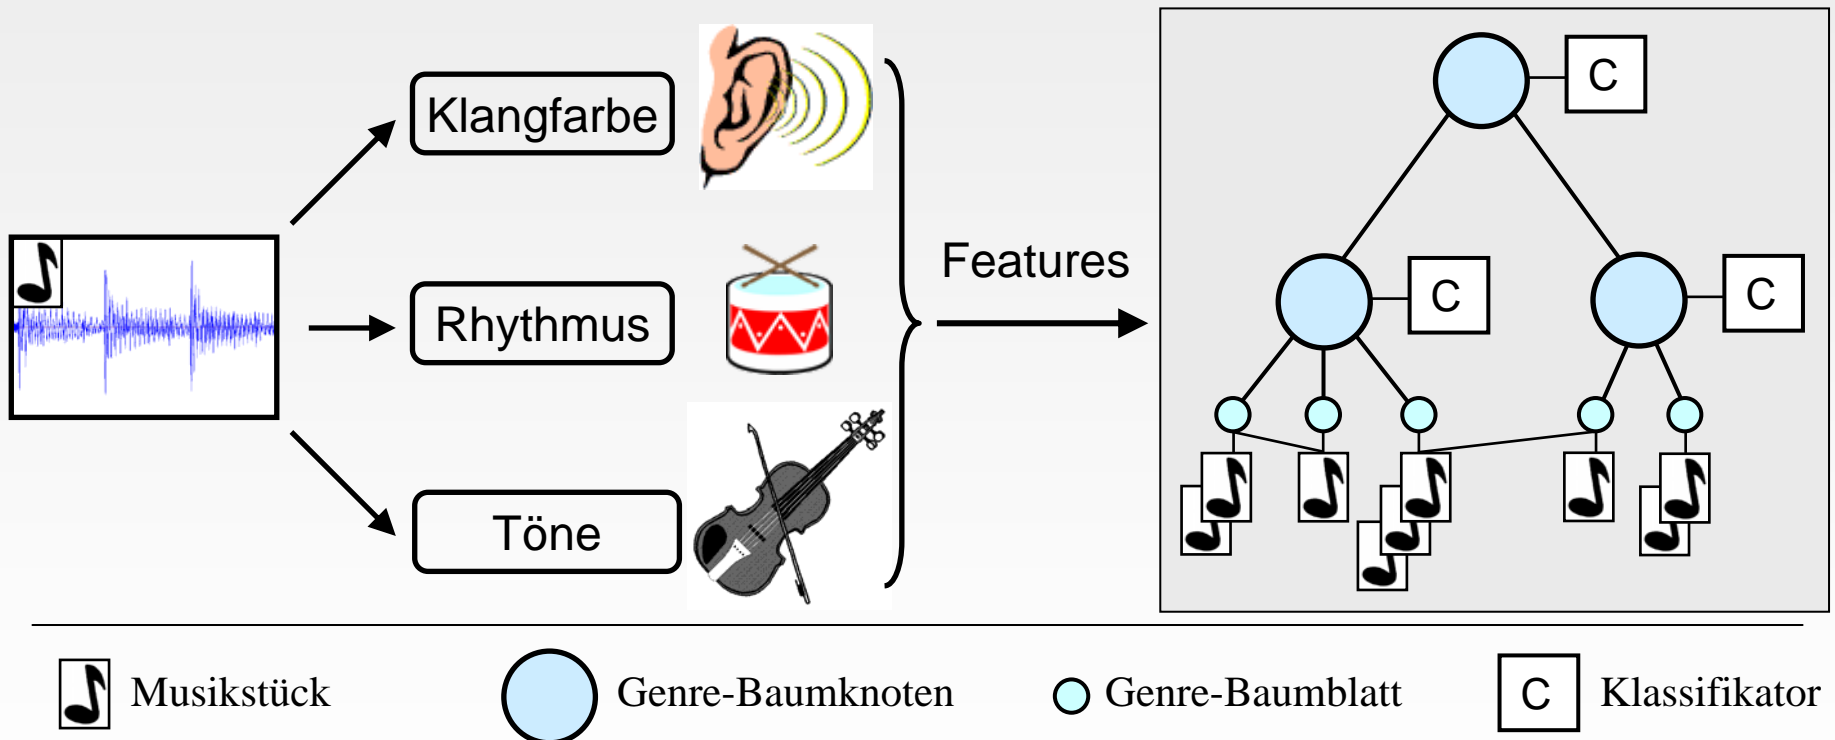 Klangfarbe
Rhythmus
Töne
Features
C
C
C
Musikstück
Genre-Baumknoten
Genre-Baumblatt
C
Klassifikator